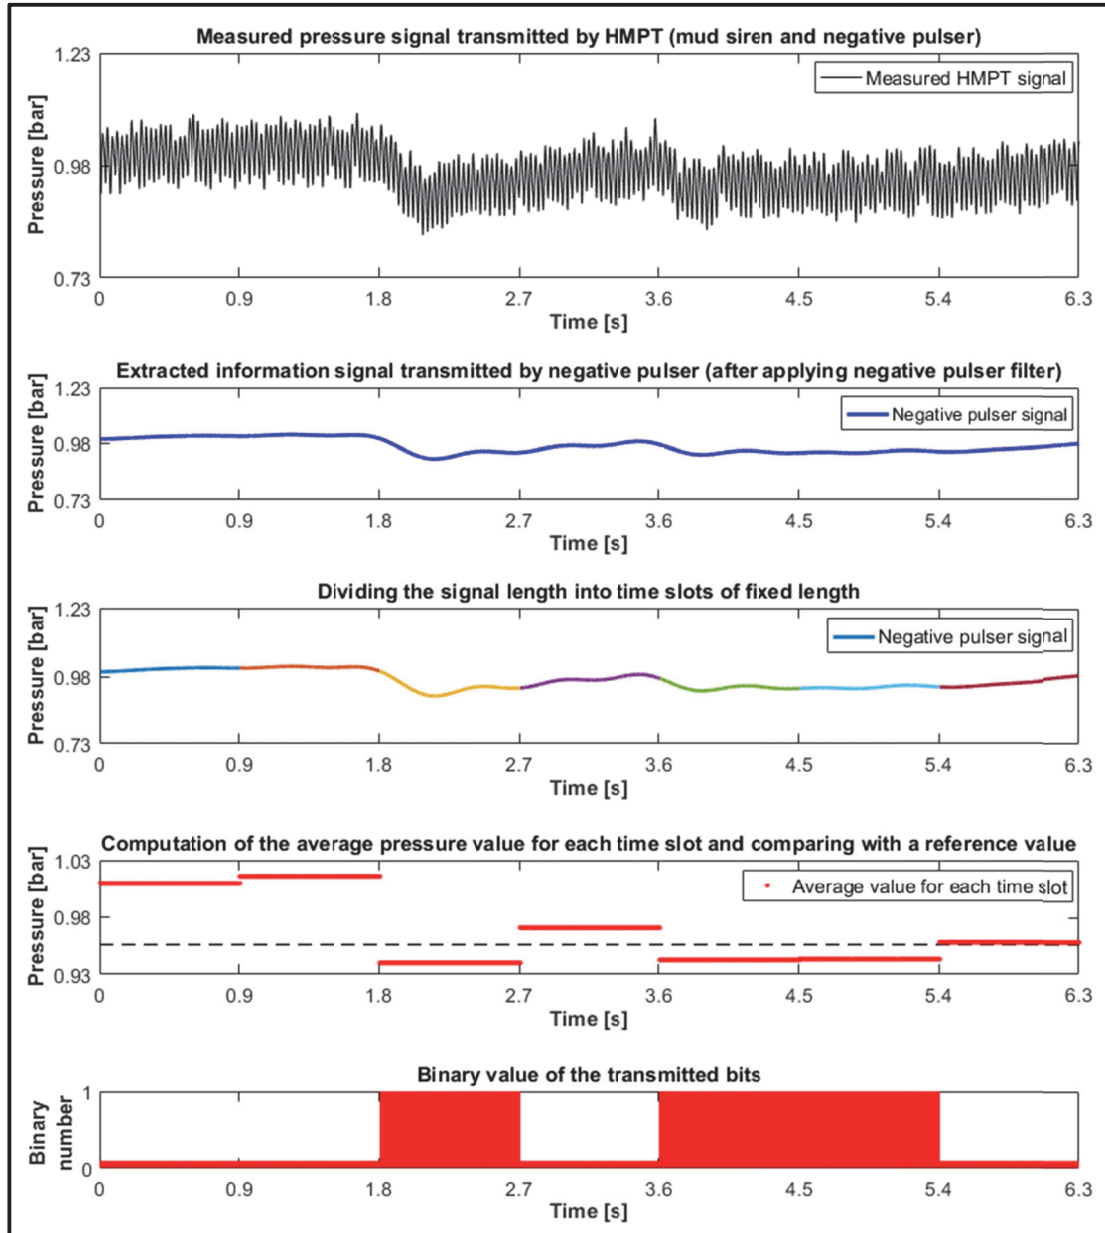 Measured pressure signal transmitted by HMPT (mud siren and negative pulser)
Pressure [bar]
1.23
0.98
0.73
Measured HMPT signal
0 0.9 1.8 2.7 3.6 4.5 5.4 6.3
Time [s]
Extracted information signal transmitted by negative pulser (after applying negative pulser filter)
Pressure [bar]
1.23
0.98
0.73
Negative pulser signal
0 0.9 1.8 2.7 3.6 4.5 5.4 6.3
Time [s]
Dividing the signal length into time slots of fixed length
Pressure [bar]
1.23
0.98
0.73
Negative pulser signal
0 0.9 1.8 2.7 3.6 4.5 5.4 6.3
Time [s]
Computation of the average pressure value for each time slot and comparing with a reference value
Pressure [bar]
1.03
0.98
0.93
Average value for each time slot
0 0.9 1.8 2.7 3.6 4.5 5.4 6.3
Time [s]
Binary value of the transmitted bits
Binary
number
1
0
0 0.9 1.8 2.7 3.6 4.5 5.4 6.3
Time [s]